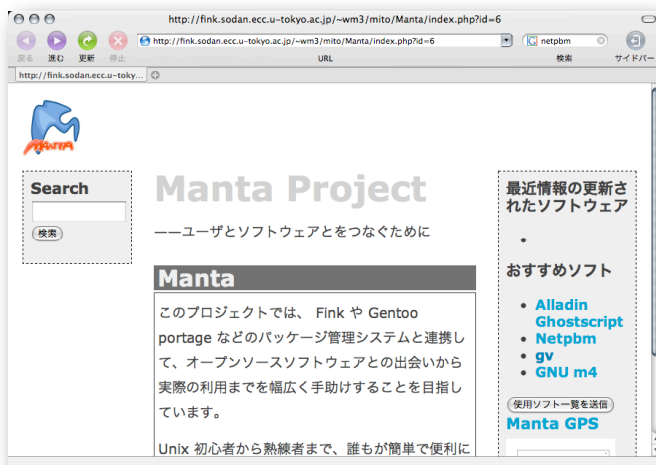 http://fink.sodan.ecc.u-tokyo.ac.jp/~wm3/mito/Manta/index.php?id=6
http://fink.sodan.ecc.u-tokyo.ac.jp/~wm3/mito/Manta/index.php?id=6
netpbm
戻る 進む 更新 停止 URL 検索 サイドバー
http://fink.sodan.ecc.u-toky...
MANTA
Search
検索
Manta Project
——ユーザとソフトウェアとをつなぐために
Manta
このプロジェクトでは、 Fink や Gentoo
portage などのパッケージ管理システムと連携し
て、オープンソースソフトウェアとの出会いから
実際の利用までを幅広く手助けすることを目指し
ています。
Unix 初心者から熟練者まで、誰もが簡単で便利に
最近情報の更新さ
れたソフトウェア
おすすめソフト
Alladin
Ghostscript
Netpbm
gv
GNU m4
使用ソフト一覧を送信
Manta GPS